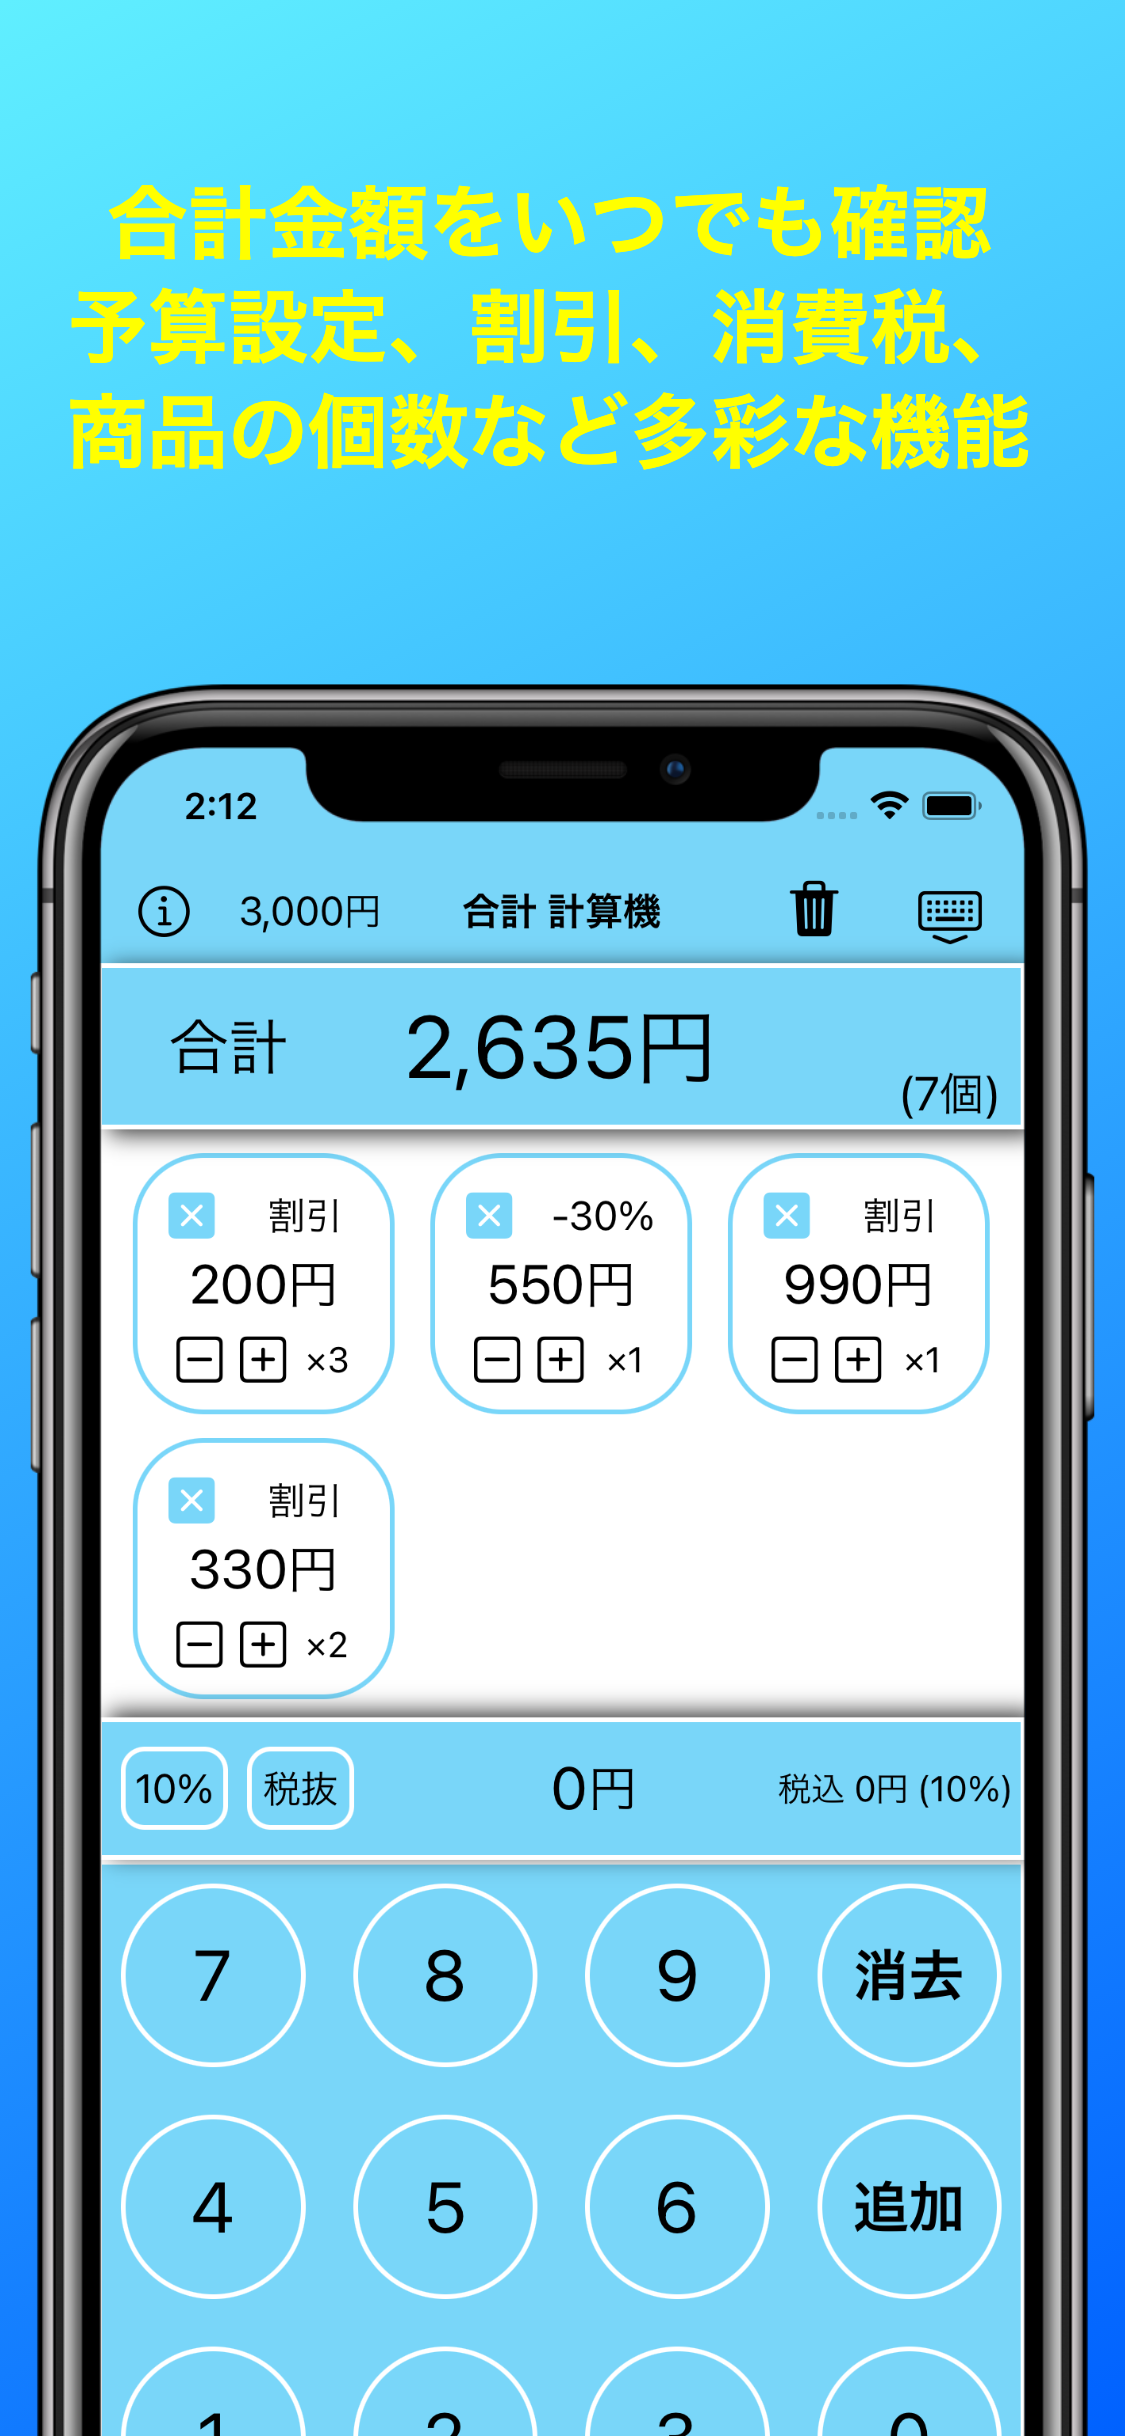 合計金額をいつでも確認
予算設定、割引、消費税、
商品の個数など多彩な機能
2:12
3,000円 合計 計算機
合計 2,635円 (7個)
割引 -30% 割引
200円 550円 990円
×3 ×1 ×1
割引
330円
×2
10% 税抜 0円 税込 0円 (10%)
7 8 9 消去
4 5 6 追加
1 2 3 0